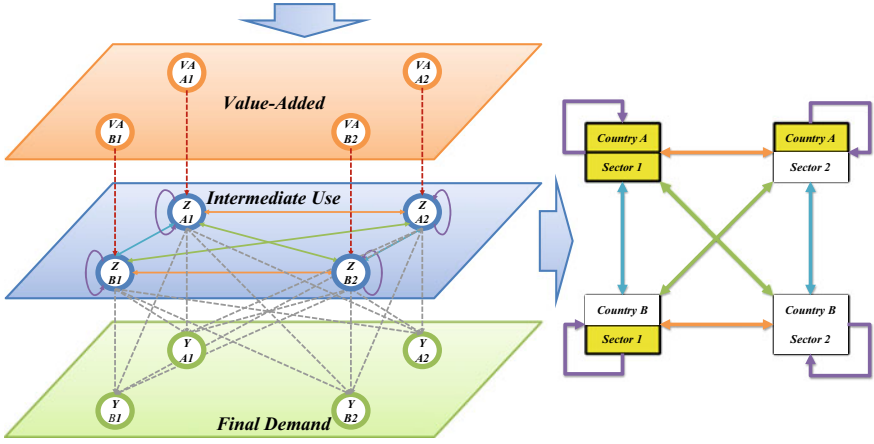 VA
A1
VA
A2
Value-Added
VA
B1
VA
B2
Intermediate Use
Z
A1
Z
A2
Z
B1
Z
B2
Y
A1
Y
A2
Y
B1
Y
B2
Final Demand
Country A
Sector 1
Country A
Sector 2
Country B
Sector 1
Country B
Sector 2